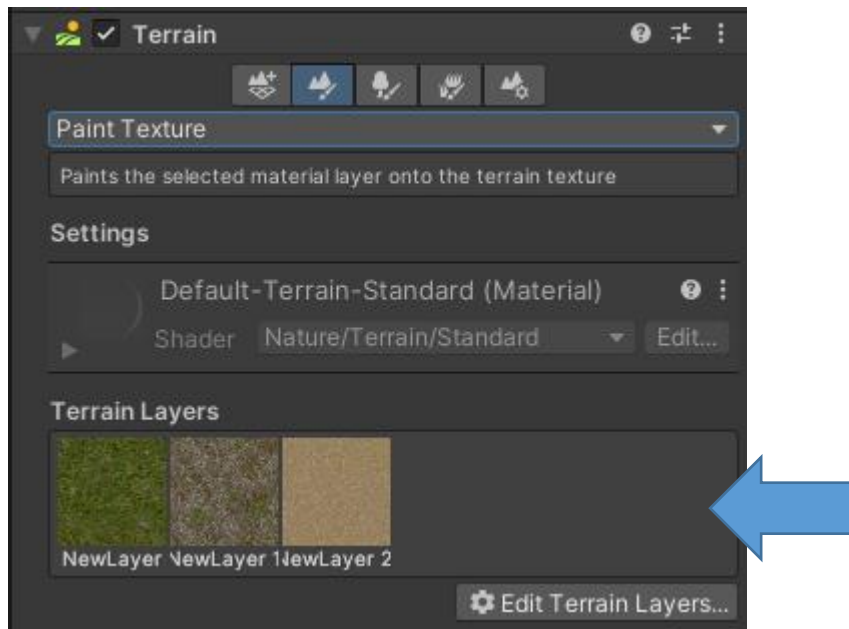 Terrain
Paint Texture
Paints the selected material layer onto the terrain texture
Settings
Default-Terrain-Standard (Material)
Shader Nature/Terrain/Standard Edit...
Terrain Layers
NewLayer NewLayer 1 NewLayer 2
Edit Terrain Layers...